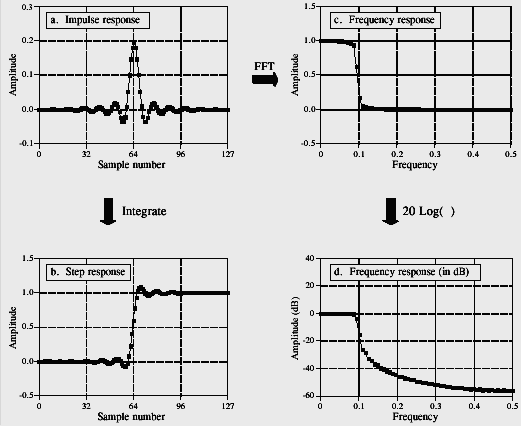 a. Impulse response
0.3
0.2
0.1
0.0
-0.1
Amplitude
0 32 64 96 127
Sample number
FFT
c. Frequency response
1.5
1.0
0.5
0.0
-0.5
Amplitude
0 0.1 0.2 0.3 0.4 0.5
Frequency
Integrate
20 Log( )
b. Step response
1.5
1.0
0.5
0.0
-0.5
Amplitude
0 32 64 96 127
Sample number
d. Frequency response (in dB)
40
20
0
-20
-40
-60
Amplitude (dB)
0 0.1 0.2 0.3 0.4 0.5
Frequency